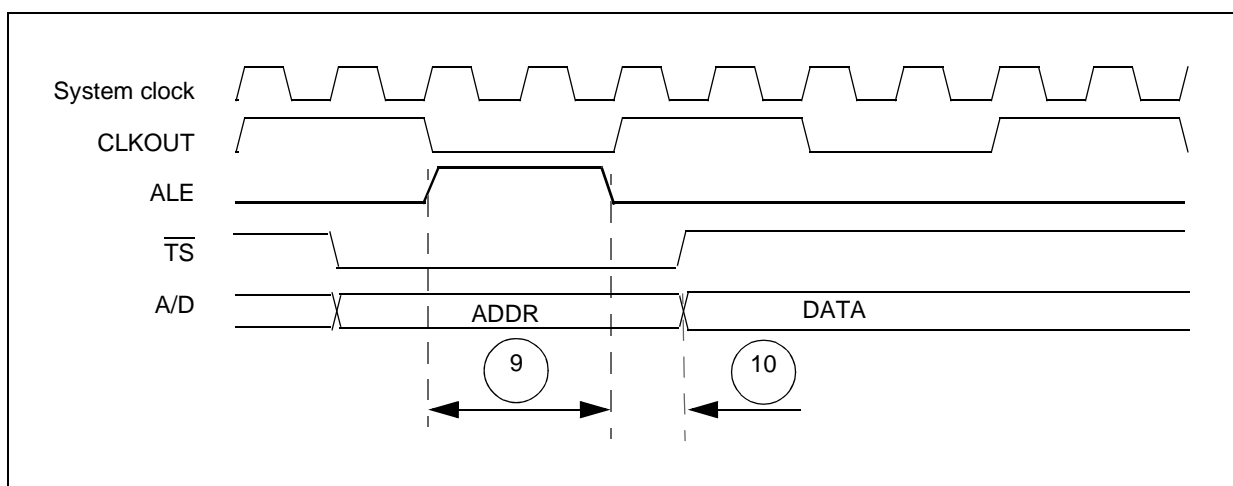 System clock
CLKOUT
ALE
TS
A/D
ADDR
DATA
9
10